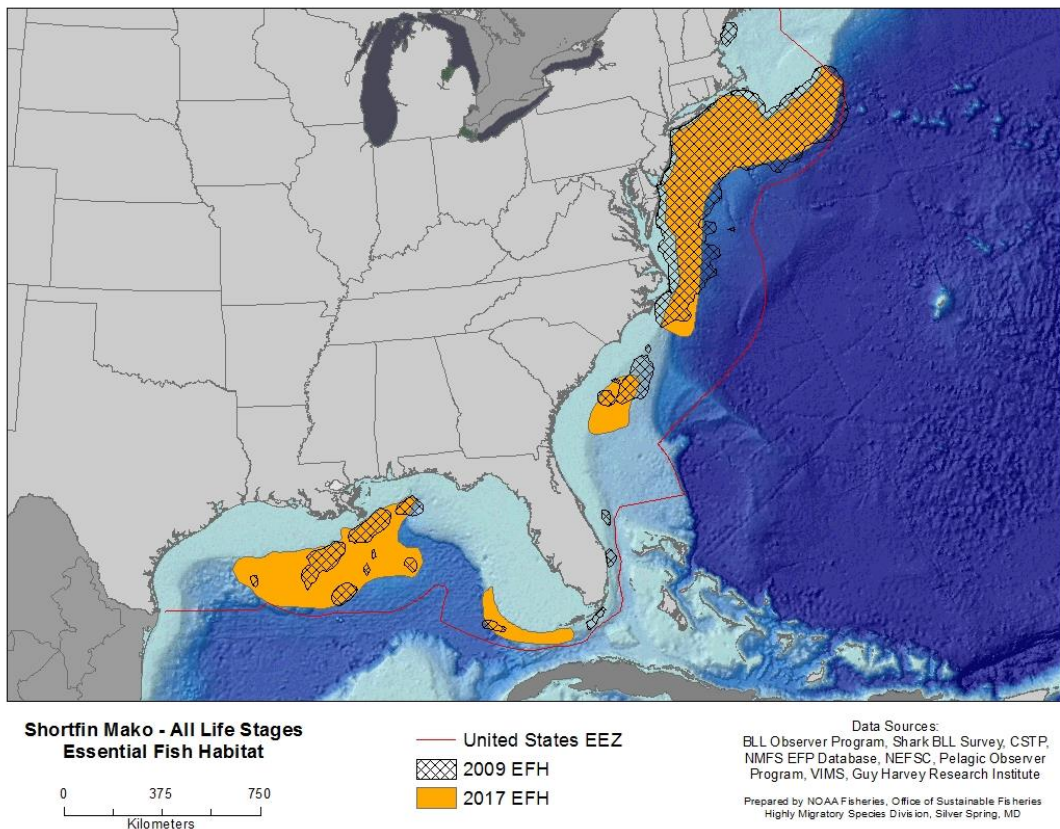 Shortfin Mako - All Life Stages
Essential Fish Habitat
0 375 750
Kilometers
United States EEZ
2009 EFH
2017 EFH
Data Sources:
BLL Observer Program, Shark BLL Survey, CSTP,
NMFS EFP Database, NEFSC, Pelagic Observer
Program, VIMS, Guy Harvey Research Institute
Prepared by NOAA Fisheries, Office of Sustainable Fisheries
Highly Migratory Species Division, Silver Spring, MD